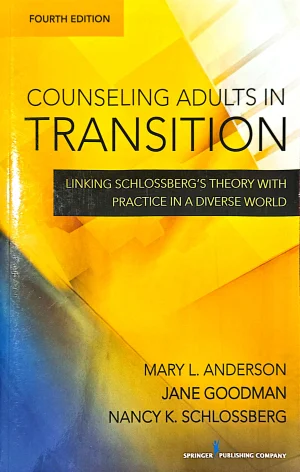 FOURTH EDITION
COUNSELING ADULTS IN
TRANSITION
LINKING SCHLOSSBERG'S THEORY WITH
PRACTICE IN A DIVERSE WORLD
MARY L. ANDERSON
JANE GOODMAN
NANCY K. SCHLOSSBERG
SPRINGER PUBLISHING COMPANY